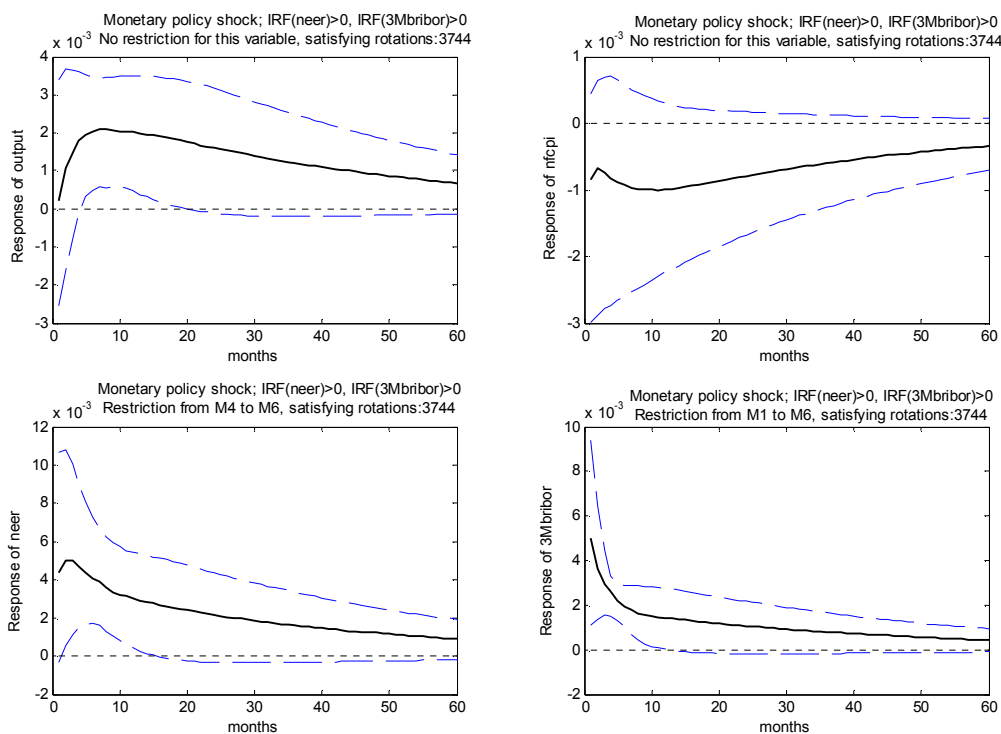 Monetary policy shock; IRF(neer)>0, IRF(3Mbribor)>0
No restriction for this variable, satisfying rotations:3744
x 10⁻³
4
3
2
1
0
-1
-2
-3
Response of output
0 10 20 30 40 50 60
months
Monetary policy shock; IRF(neer)>0, IRF(3Mbribor)>0
No restriction for this variable, satisfying rotations:3744
x 10⁻³
1
0
-1
-2
-3
Response of nfcpi
0 10 20 30 40 50 60
months
Monetary policy shock; IRF(neer)>0, IRF(3Mbribor)>0
Restriction from M4 to M6, satisfying rotations:3744
x 10⁻³
12
10
8
6
4
2
0
-2
Response of neer
0 10 20 30 40 50 60
months
Monetary policy shock; IRF(neer)>0, IRF(3Mbribor)>0
Restriction from M1 to M6, satisfying rotations:3744
x 10⁻³
10
8
6
4
2
0
-2
Response of 3Mbribor
0 10 20 30 40 50 60
months